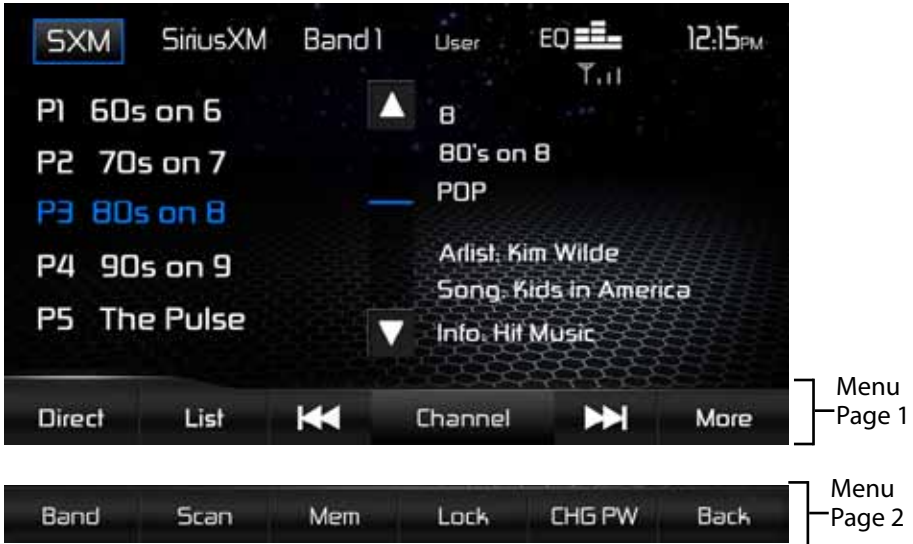 SXM SiriusXM Band 1 User EQ 12:15PM
P1 60s on 6
P2 70s on 7
P3 80s on 8
P4 90s on 9
P5 The Pulse
8
80's on 8
POP
Artist: Kim Wilde
Song: Kids in America
Info: Hit Music
Direct List Channel More
Menu
Page 1
Band Scan Mem Lock CHG PW Back
Menu
Page 2